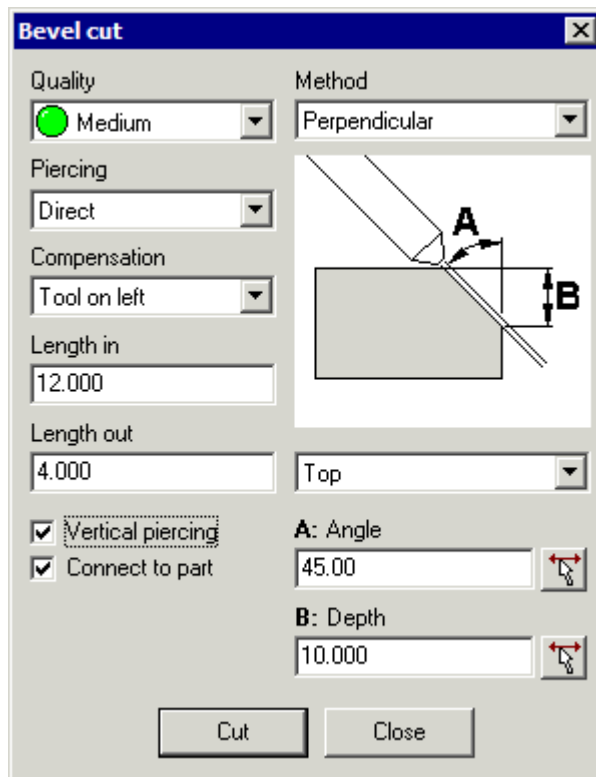 Bevel cut
Quality
Medium
Method
Perpendicular
Piercing
Direct
Compensation
Tool on left
Length in
12.000
Length out
4.000
A
B
Top
Vertical piercing
Connect to part
A: Angle
45.00
B: Depth
10.000
Cut
Close